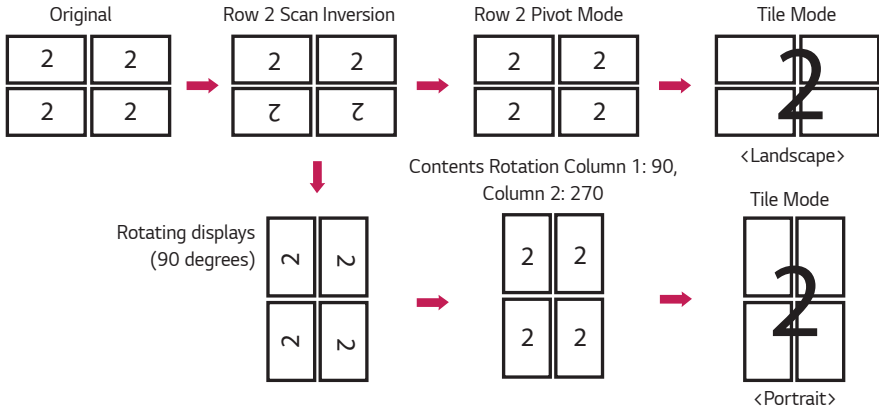 Original
Row 2 Scan Inversion
Row 2 Pivot Mode
Tile Mode
2 2
2 2
2 2
2 2
2 2
2 2
2
<Landscape>
Contents Rotation Column 1: 90,
Column 2: 270
Tile Mode
Rotating displays
(90 degrees)
2 2
2 2
2 2
2 2
2
<Portrait>